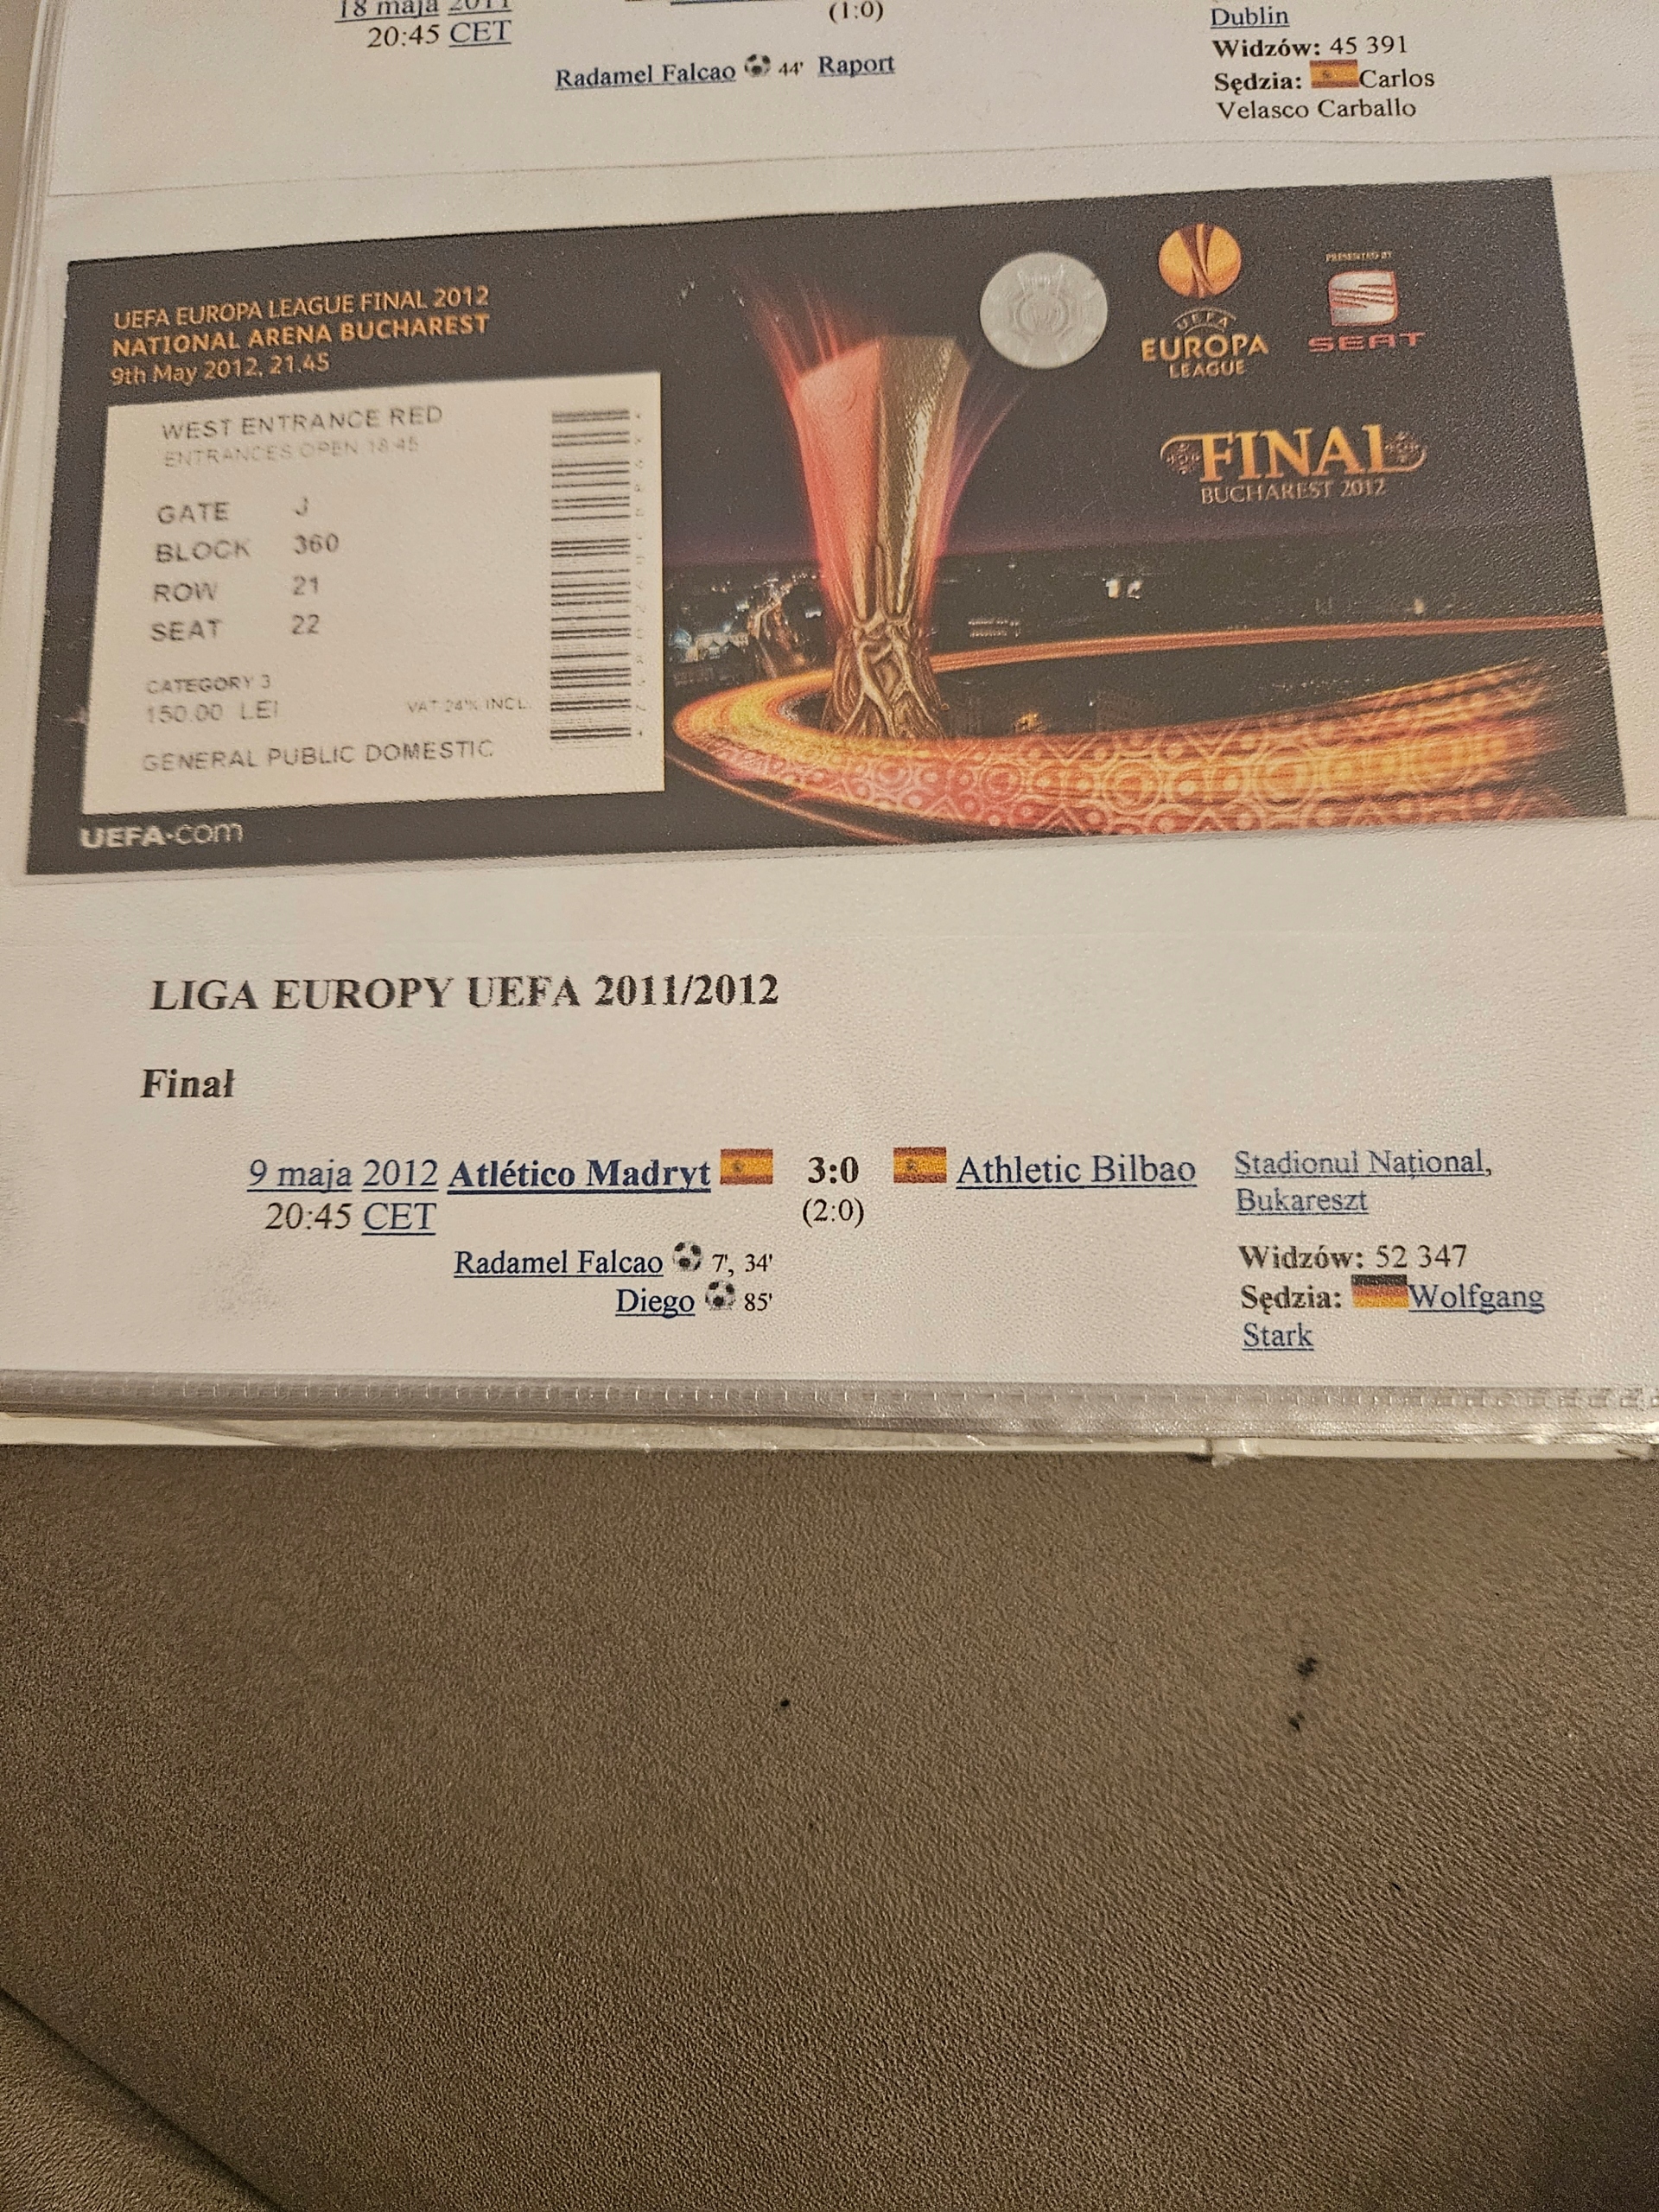 18 maja 2011
(1:0)
Dublin
20:45 CET
Widzów: 45 391
Radamel Falcao 44' Raport
Sędzia: Carlos
Velasco Carballo
UEFA EUROPA LEAGUE FINAL 2012
NATIONAL ARENA BUCHAREST
9th May 2012, 21.45
WEST ENTRANCE RED
ENTRANCES OPEN 18:45
GATE J
BLOCK 360
ROW 21
SEAT 22
CATEGORY 3
150.00 LEI VAT 24% INCL.
GENERAL PUBLIC DOMESTIC
UEFA.com
UEFA
EUROPA
LEAGUE
PRESENTED BY
SEAT
FINAL
BUCHAREST 2012
LIGA EUROPY UEFA 2011/2012
Finał
9 maja 2012 Atlético Madryt 3:0 Athletic Bilbao Stadionul Național,
20:45 CET (2:0) Bukareszt
Radamel Falcao 7', 34' Widzów: 52 347
Diego 85' Sędzia: Wolfgang
Stark